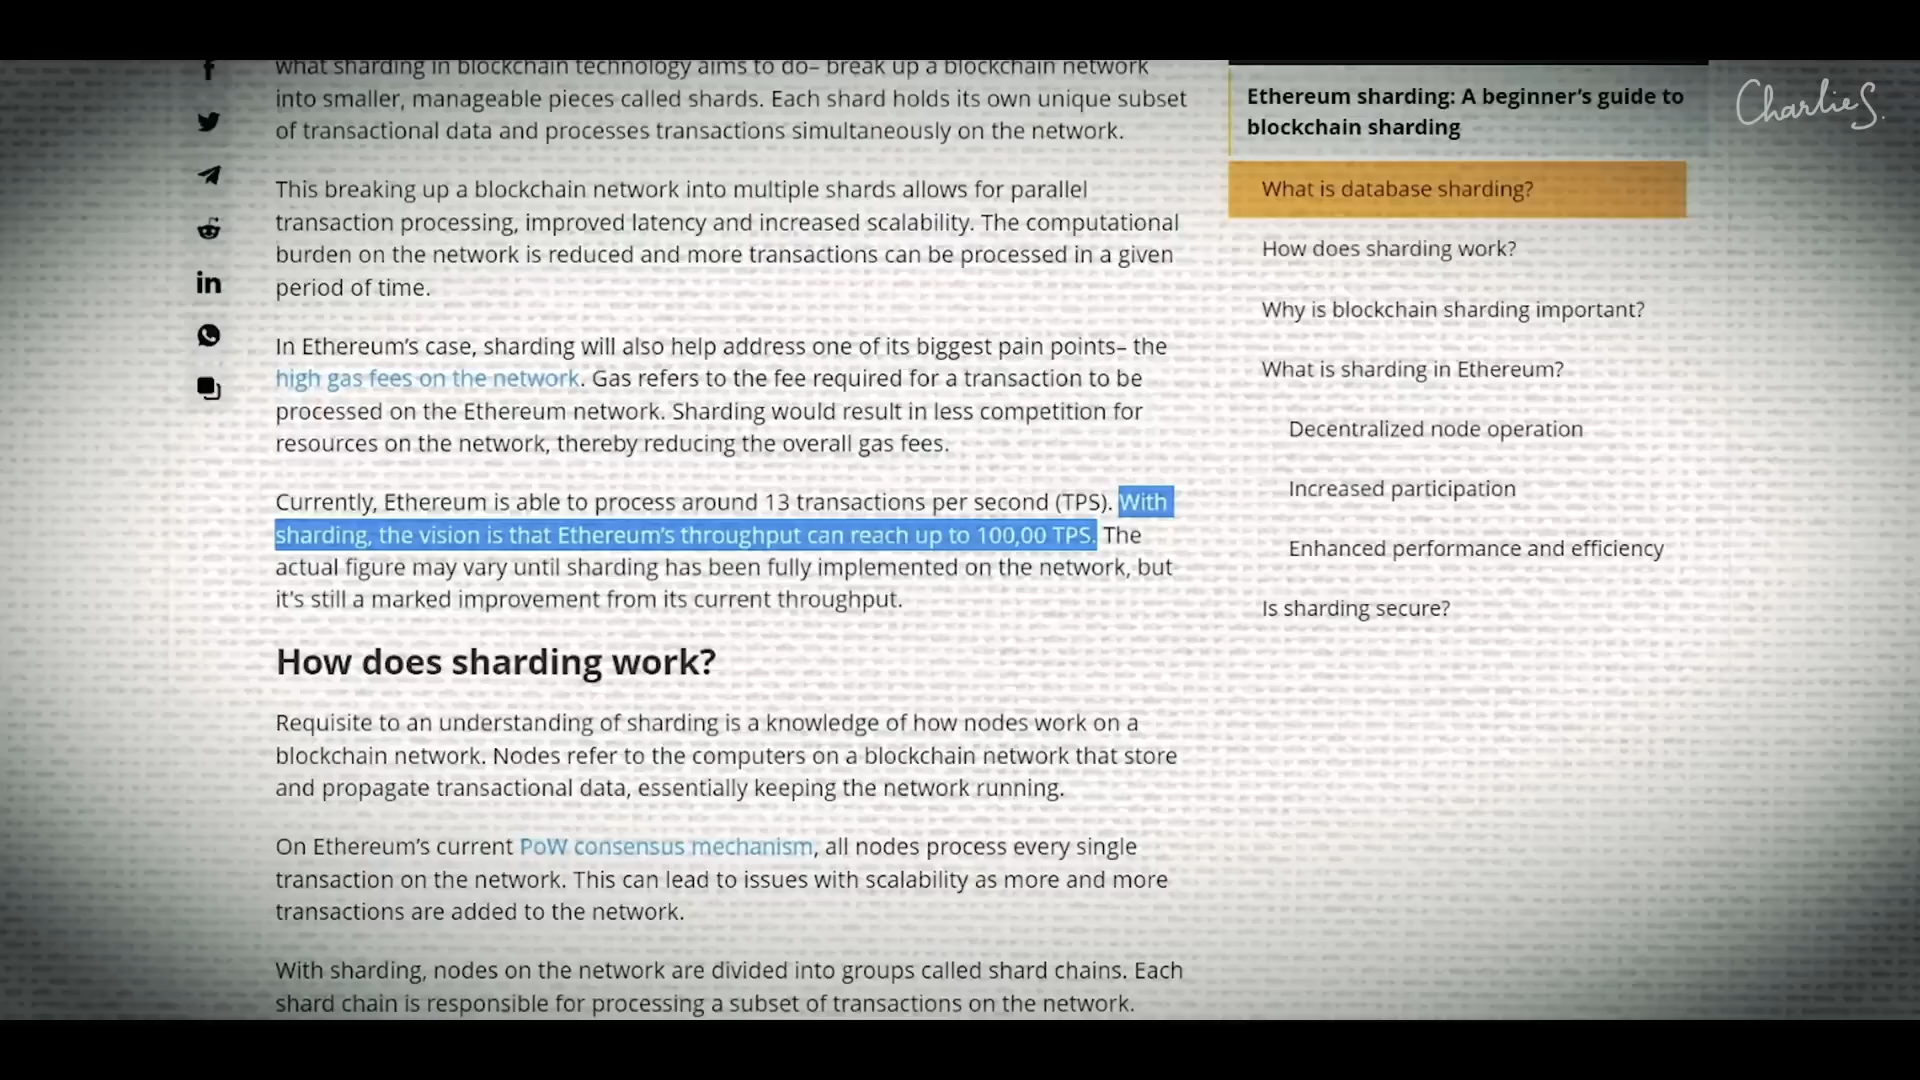 what sharding in blockchain technology aims to do– break up a blockchain network
into smaller, manageable pieces called shards. Each shard holds its own unique subset
of transactional data and processes transactions simultaneously on the network.
This breaking up a blockchain network into multiple shards allows for parallel
transaction processing, improved latency and increased scalability. The computational
burden on the network is reduced and more transactions can be processed in a given
period of time.
In Ethereum’s case, sharding will also help address one of its biggest pain points– the
high gas fees on the network. Gas refers to the fee required for a transaction to be
processed on the Ethereum network. Sharding would result in less competition for
resources on the network, thereby reducing the overall gas fees.
Currently, Ethereum is able to process around 13 transactions per second (TPS). With
sharding, the vision is that Ethereum’s throughput can reach up to 100,00 TPS. The
actual figure may vary until sharding has been fully implemented on the network, but
it's still a marked improvement from its current throughput.
How does sharding work?
Requisite to an understanding of sharding is a knowledge of how nodes work on a
blockchain network. Nodes refer to the computers on a blockchain network that store
and propagate transactional data, essentially keeping the network running.
On Ethereum’s current PoW consensus mechanism, all nodes process every single
transaction on the network. This can lead to issues with scalability as more and more
transactions are added to the network.
With sharding, nodes on the network are divided into groups called shard chains. Each
shard chain is responsible for processing a subset of transactions on the network.
Ethereum sharding: A beginner’s guide to
blockchain sharding
What is database sharding?
How does sharding work?
Why is blockchain sharding important?
What is sharding in Ethereum?
Decentralized node operation
Increased participation
Enhanced performance and efficiency
Is sharding secure?
Charlie S.